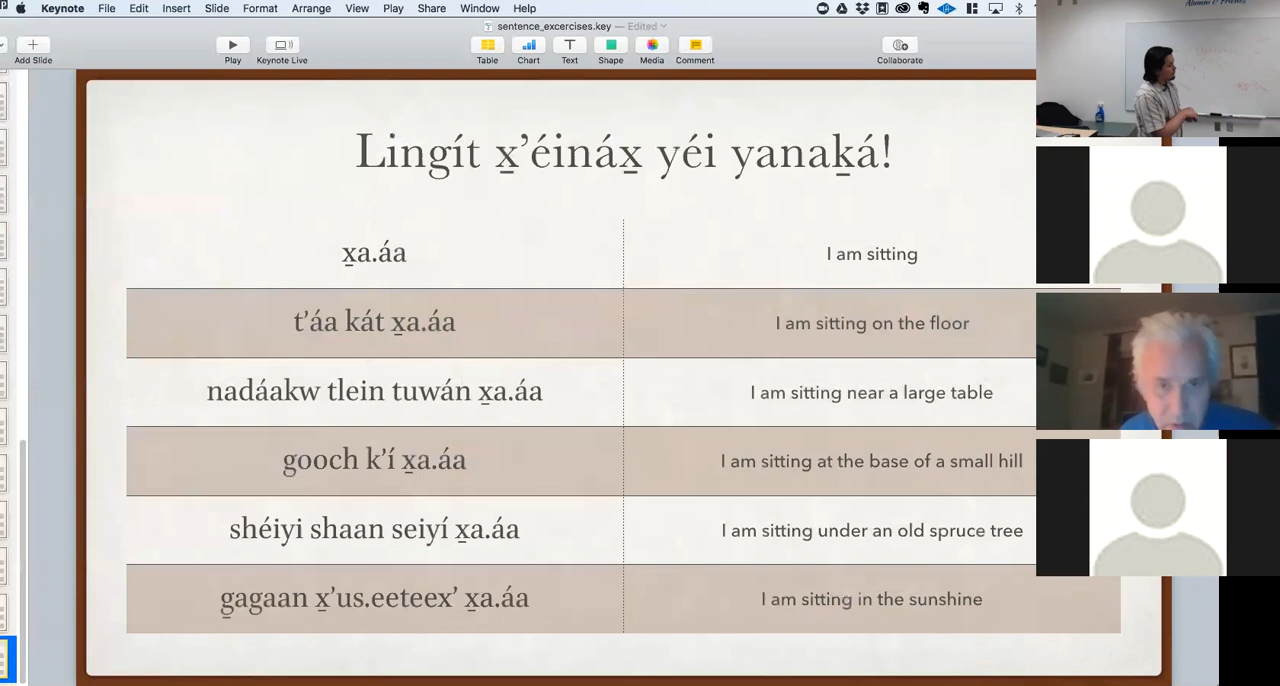 Keynote File Edit Insert Slide Format Arrange View Play Share Window Help
sentence_excercises.key — Edited
Add Slide Play Keynote Live Table Chart Text Shape Media Comment Collaborate
Alumni & Friends
Lingít x̱’éináx̱ yéi yanaḵá!
x̱a.áa I am sitting
t’áa kát x̱a.áa I am sitting on the floor
nadáakw tlein tuwán x̱a.áa I am sitting near a large table
gooch k’í x̱a.áa I am sitting at the base of a small hill
shéiyi shaan seiyí x̱a.áa I am sitting under an old spruce tree
g̱agaan x̱’us.eeteex’ x̱a.áa I am sitting in the sunshine